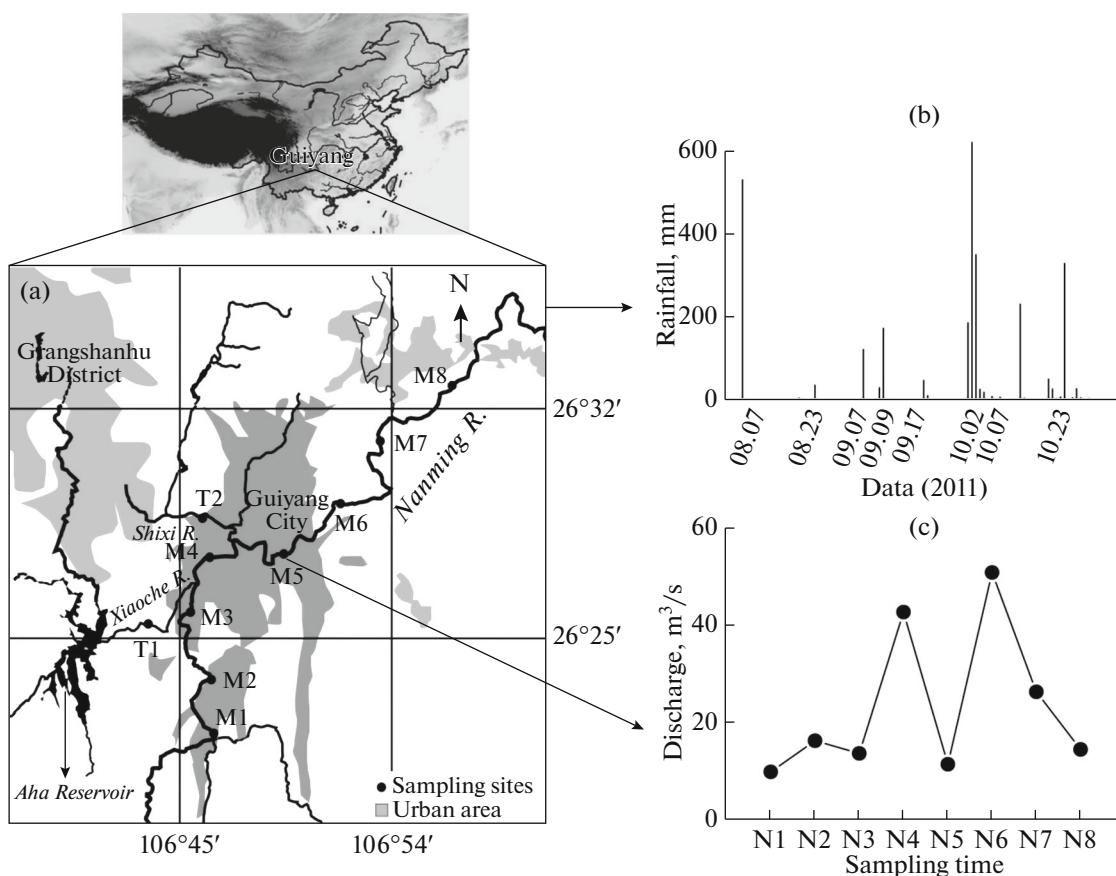 Guiyang
(a)
N
Grangshanhu
District
M8
26°32′
M7
Nanming R.
T2
Guiyang
City
M6
Shixi R.
M4
M5
Xiaoche R.
M3
T1
26°25′
M2
M1
Aha Reservoir
Sampling sites
Urban area
106°45′
106°54′
(b)
Rainfall, mm
600
400
200
0
08.07
08.23
09.07
09.09
09.17
10.02
10.07
10.23
Data (2011)
(c)
Discharge, m³/s
60
40
20
0
N1 N2 N3 N4 N5 N6 N7 N8
Sampling time